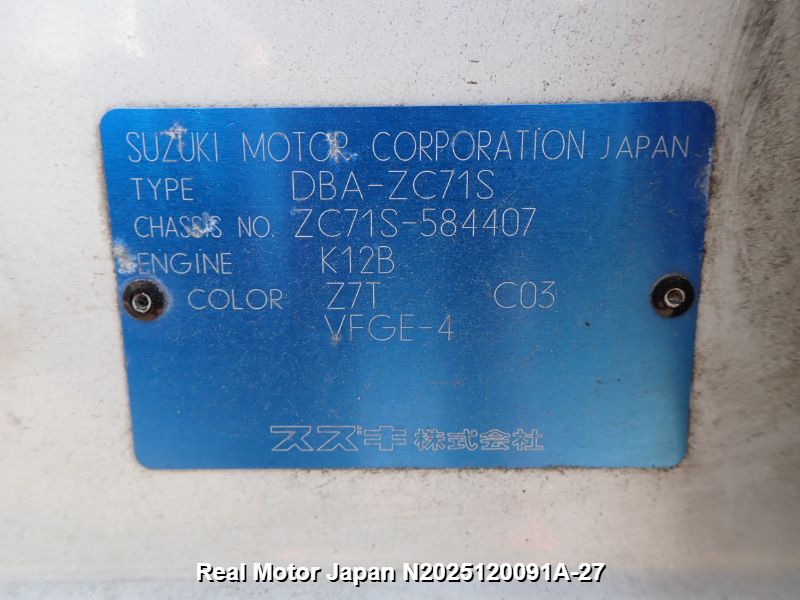 SUZUKI MOTOR CORPORATION JAPAN
TYPE DBA-ZC71S
CHASSIS NO. ZC71S-584407
ENGINE K12B
COLOR Z7T C03
VFGE-4
スズキ株式会社
Real Motor Japan N2025120091A-27